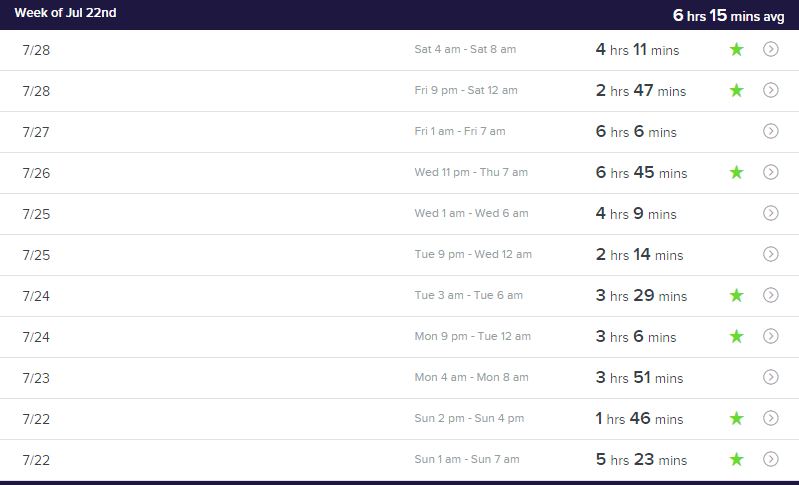 Week of Jul 22nd 6 hrs 15 mins avg
7/28 Sat 4 am - Sat 8 am 4 hrs 11 mins
7/28 Fri 9 pm - Sat 12 am 2 hrs 47 mins
7/27 Fri 1 am - Fri 7 am 6 hrs 6 mins
7/26 Wed 11 pm - Thu 7 am 6 hrs 45 mins
7/25 Wed 1 am - Wed 6 am 4 hrs 9 mins
7/25 Tue 9 pm - Wed 12 am 2 hrs 14 mins
7/24 Tue 3 am - Tue 6 am 3 hrs 29 mins
7/24 Mon 9 pm - Tue 12 am 3 hrs 6 mins
7/23 Mon 4 am - Mon 8 am 3 hrs 51 mins
7/22 Sun 2 pm - Sun 4 pm 1 hrs 46 mins
7/22 Sun 1 am - Sun 7 am 5 hrs 23 mins